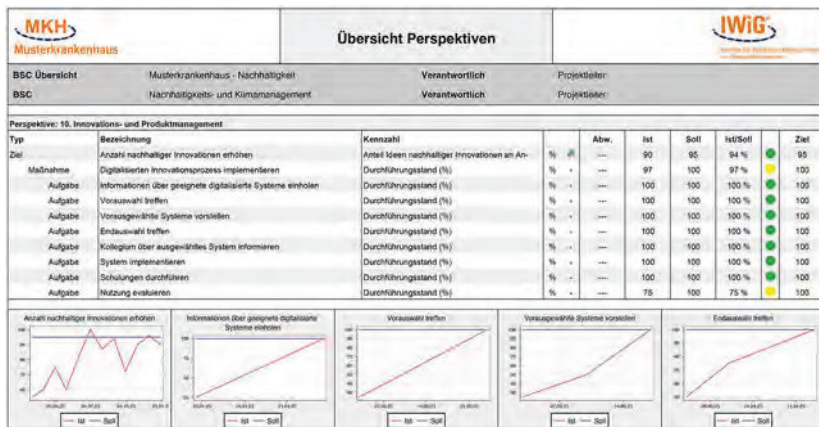 MKH
Musterkrankenhaus
Übersicht Perspektiven
IWiG
BSC Übersicht Musterkrankenhaus - Nachhaltigkeit Verantwortlich Projektleiter
BSC Nachhaltigkeits- und Klimamanagement Verantwortlich Projektleiter
Perspektive: 10. Innovations- und Produktmanagement
Typ Bezeichnung Kennzahl Abw. Ist Soll Ist/Soll Ziel
Ziel Anzahl nachhaltiger Innovationen erhöhen Anteil Ideen nachhaltiger Innovationen an An- % --- 90 95 94 % 95
Maßnahme Digitalisierten Innovationsprozess implementieren Durchführungsstand (%) % - --- 97 100 97 % 100
Aufgabe Informationen über geeignete digitalisierte Systeme einholen Durchführungsstand (%) % - --- 100 100 100 % 100
Aufgabe Vorauswahl treffen Durchführungsstand (%) % - --- 100 100 100 % 100
Aufgabe Vorausgewählte Systeme vorstellen Durchführungsstand (%) % - --- 100 100 100 % 100
Aufgabe Endauswahl treffen Durchführungsstand (%) % - --- 100 100 100 % 100
Aufgabe Kollegium über ausgewähltes System informieren Durchführungsstand (%) % - --- 100 100 100 % 100
Aufgabe System implementieren Durchführungsstand (%) % - --- 100 100 100 % 100
Aufgabe Schulungen durchführen Durchführungsstand (%) % - --- 100 100 100 % 100
Aufgabe Nutzung evaluieren Durchführungsstand (%) % - --- 75 100 75 % 100
Anzahl nachhaltiger Innovationen erhöhen
Ist Soll
Informationen über geeignete digitalisierte
Systeme einholen
Ist Soll
Vorauswahl treffen
Ist Soll
Vorausgewählte Systeme vorstellen
Ist Soll
Endauswahl treffen
Ist Soll